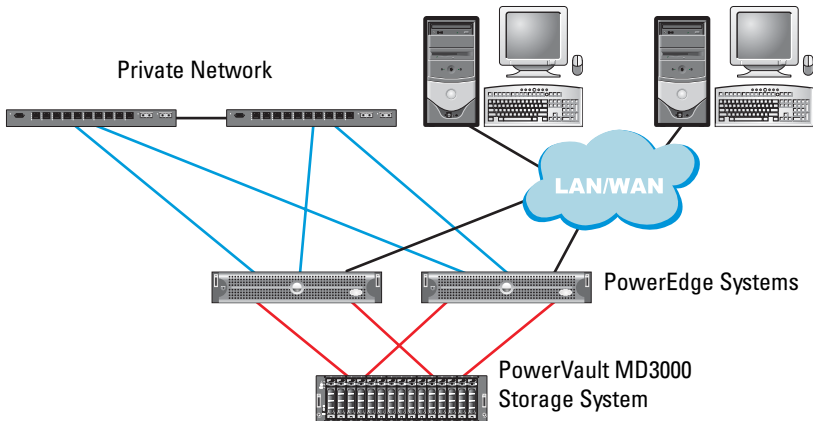 Private Network
LAN/WAN
PowerEdge Systems
PowerVault MD3000
Storage System